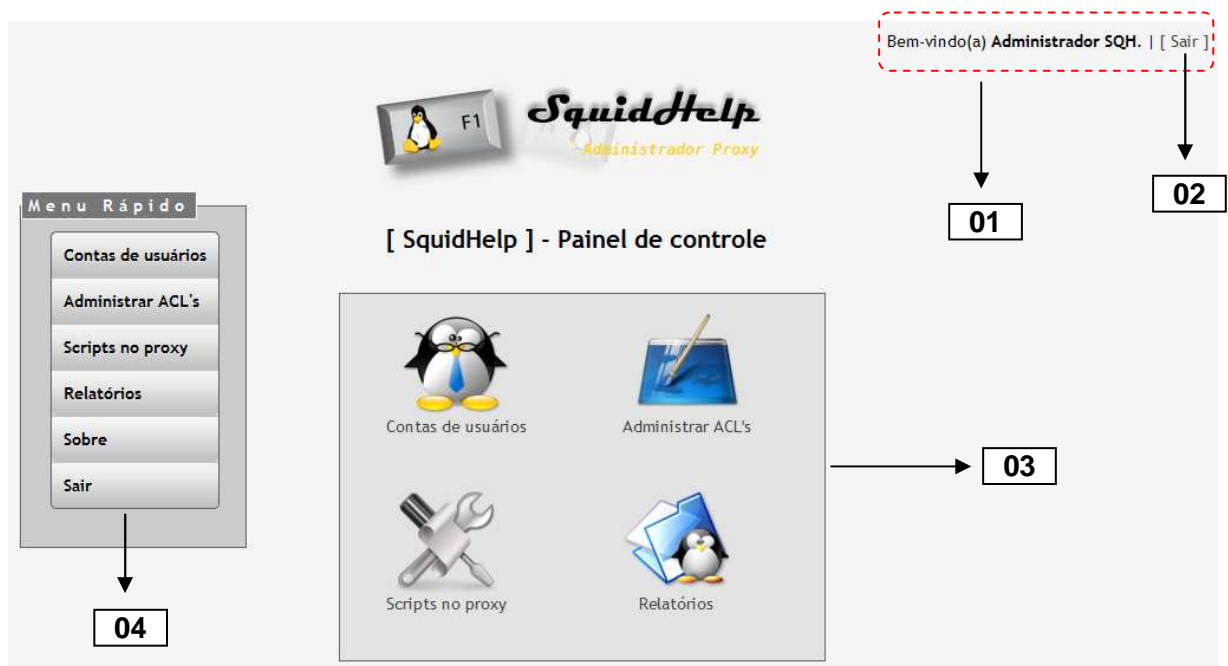 Bem-vindo(a) Administrador SQH. | [ Sair ]
F1
SquidHelp
Administrador Proxy
02
01
Menu Rápido
[ SquidHelp ] - Painel de controle
Contas de usuários
Administrar ACL's
Scripts no proxy
Relatórios
Sobre
Sair
Contas de usuários Administrar ACL's
03
Scripts no proxy Relatórios
04